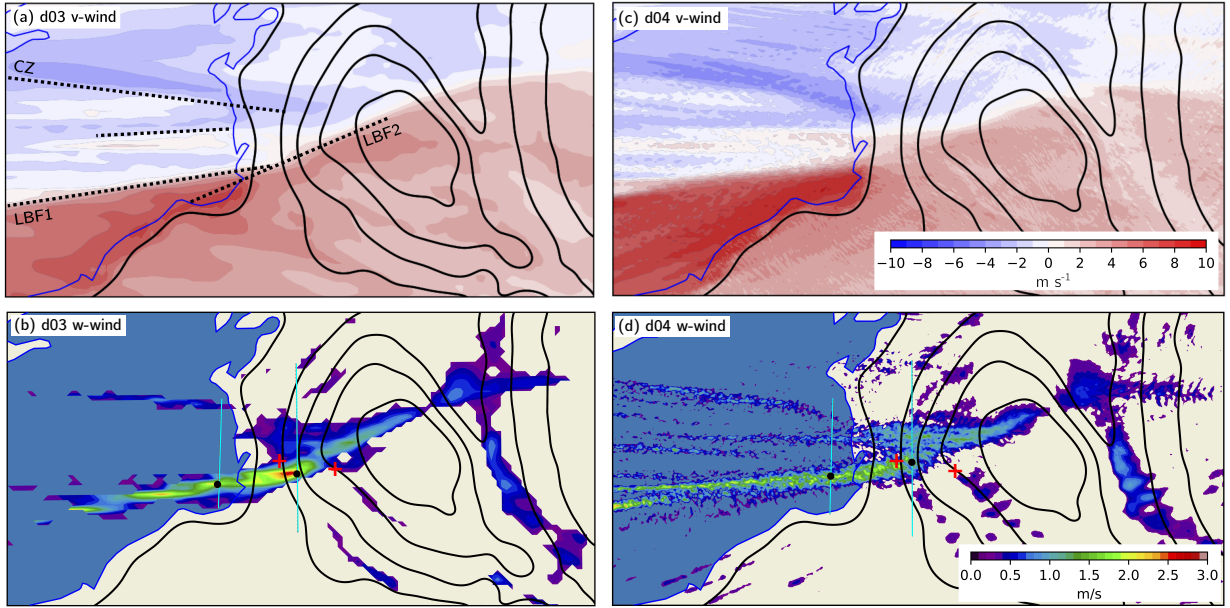 (a) d03 v-wind
CZ
LBF1
LBF2
(c) d04 v-wind
−10 −8 −6 −4 −2 0 2 4 6 8 10
m s⁻¹
(b) d03 w-wind
(d) d04 w-wind
0.0 0.5 1.0 1.5 2.0 2.5 3.0
m/s